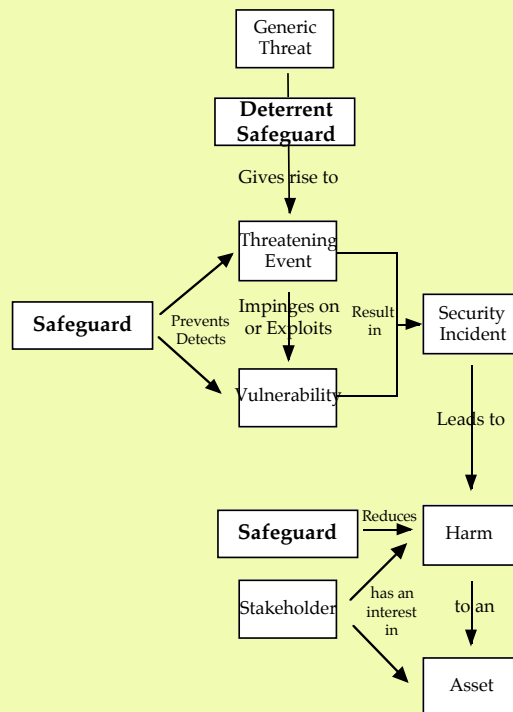 Generic
Threat
Deterrent
Safeguard
Gives rise to
Threatening
Event
Safeguard
Prevents
Detects
Impinges on
or Exploits
Result
in
Security
Incident
Vulnerability
Leads to
Safeguard
Reduces
Harm
Stakeholder
has an
interest
in
to an
Asset